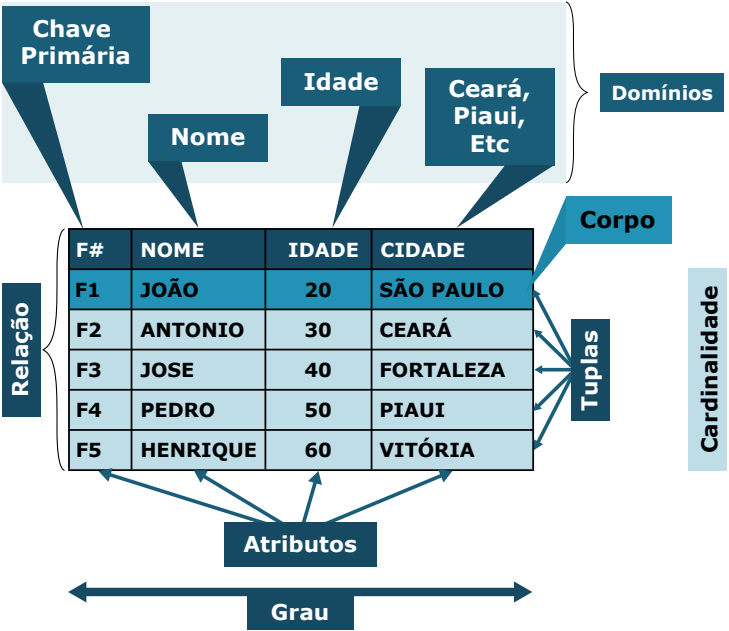 Chave
Primária
Nome
Idade
Ceará,
Piaui,
Etc
Domínios
Corpo
F# NOME IDADE CIDADE
F1 JOÃO 20 SÃO PAULO
F2 ANTONIO 30 CEARÁ
F3 JOSE 40 FORTALEZA
F4 PEDRO 50 PIAUI
F5 HENRIQUE 60 VITÓRIA
Relação
Tuplas
Cardinalidade
Atributos
Grau